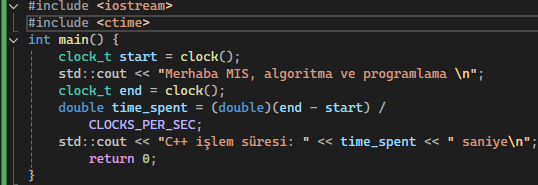 #include <iostream>
#include <ctime>
int main() {
    clock_t start = clock();
    std::cout << "Merhaba MIS, algoritma ve programlama \n";
    clock_t end = clock();
    double time_spent = (double)(end - start) /
        CLOCKS_PER_SEC;
    std::cout << "C++ işlem süresi: " << time_spent << " saniye\n";
        return 0;
}